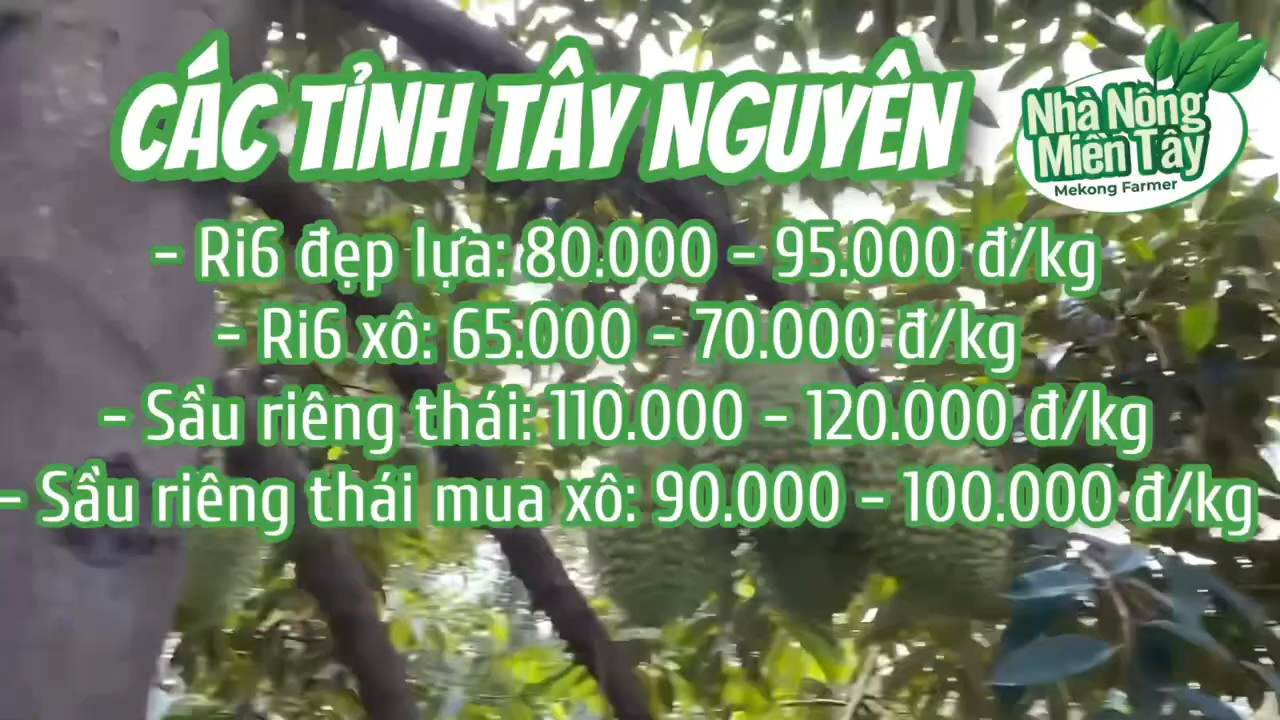 CÁC TỈNH TÂY NGUYÊN
Nhà Nông
Miền Tây
Mekong Farmer
- Ri6 đẹp lựa: 80.000 - 95.000 đ/kg
- Ri6 xô: 65.000 - 70.000 đ/kg
- Sầu riêng thái: 110.000 - 120.000 đ/kg
- Sầu riêng thái mua xô: 90.000 - 100.000 đ/kg